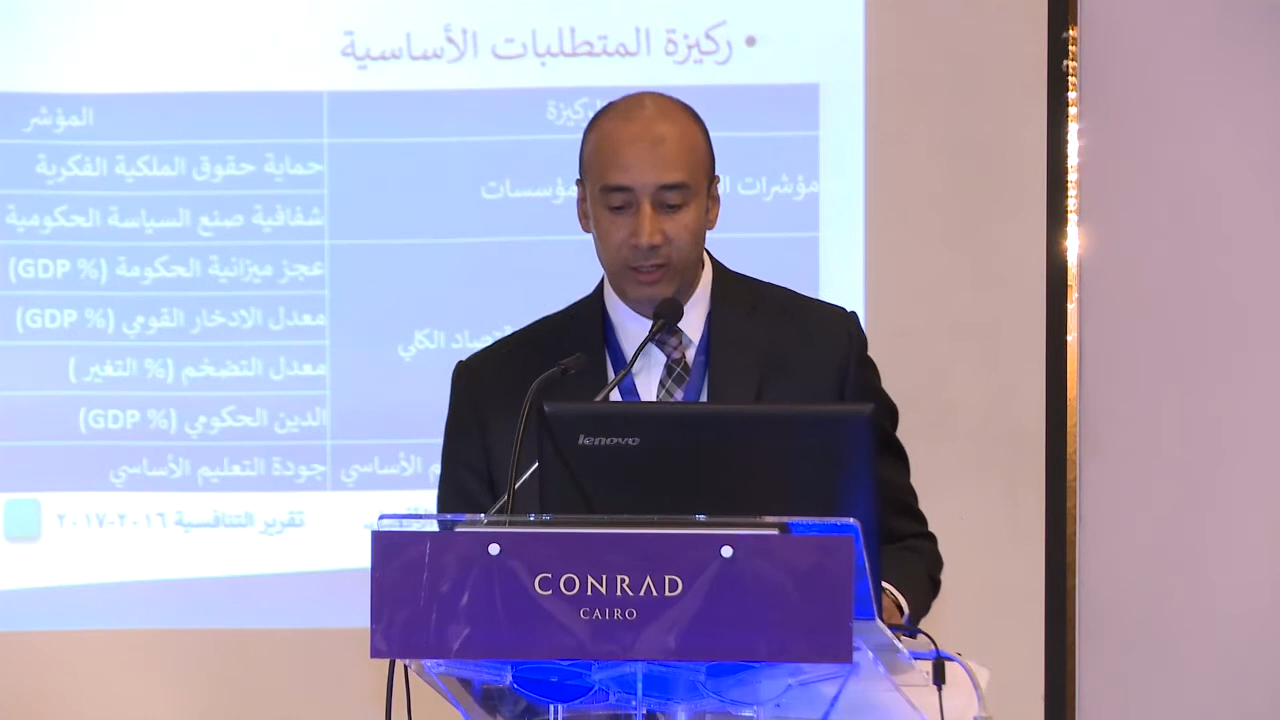 • ركيزة المتطلبات الأساسية
المؤشر
حماية حقوق الملكية الفكرية
مؤشرات
مؤسسات
شفافية صنع السياسة الحكومية
عجز ميزانية الحكومة (% GDP)
معدل الادخار القومي (% GDP)
الكلي
معدل التضخم (% التغير )
الدين الحكومي (% GDP)
الأساسي
جودة التعليم الأساسي
تقرير التنافسية ٢٠١٦-٢٠١٧
lenovo
CONRAD
CAIRO